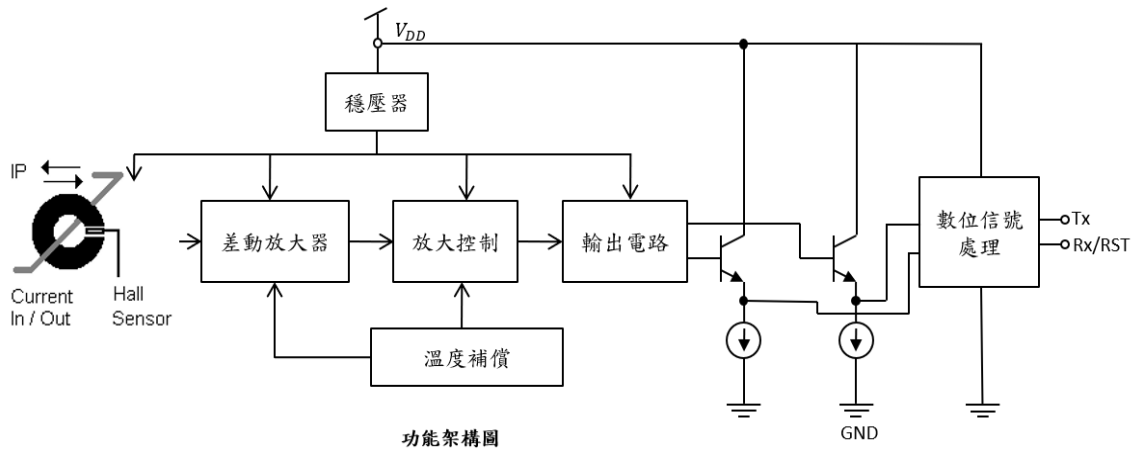 V_DD
穩壓器
IP
差動放大器
放大控制
輸出電路
數位信號
處理
Tx
Rx/RST
Current
In / Out
Hall
Sensor
溫度補償
GND
功能架構圖